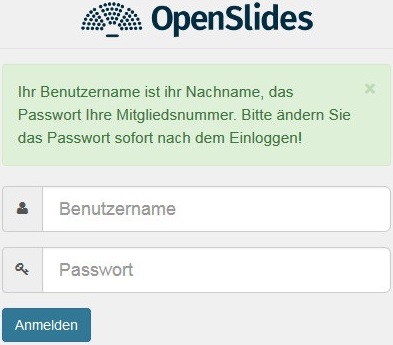 OpenSlides
Ihr Benutzername ist ihr Nachname, das
Passwort Ihre Mitgliedsnummer. Bitte ändern Sie
das Passwort sofort nach dem Einloggen!
×
Benutzername
Passwort
Anmelden